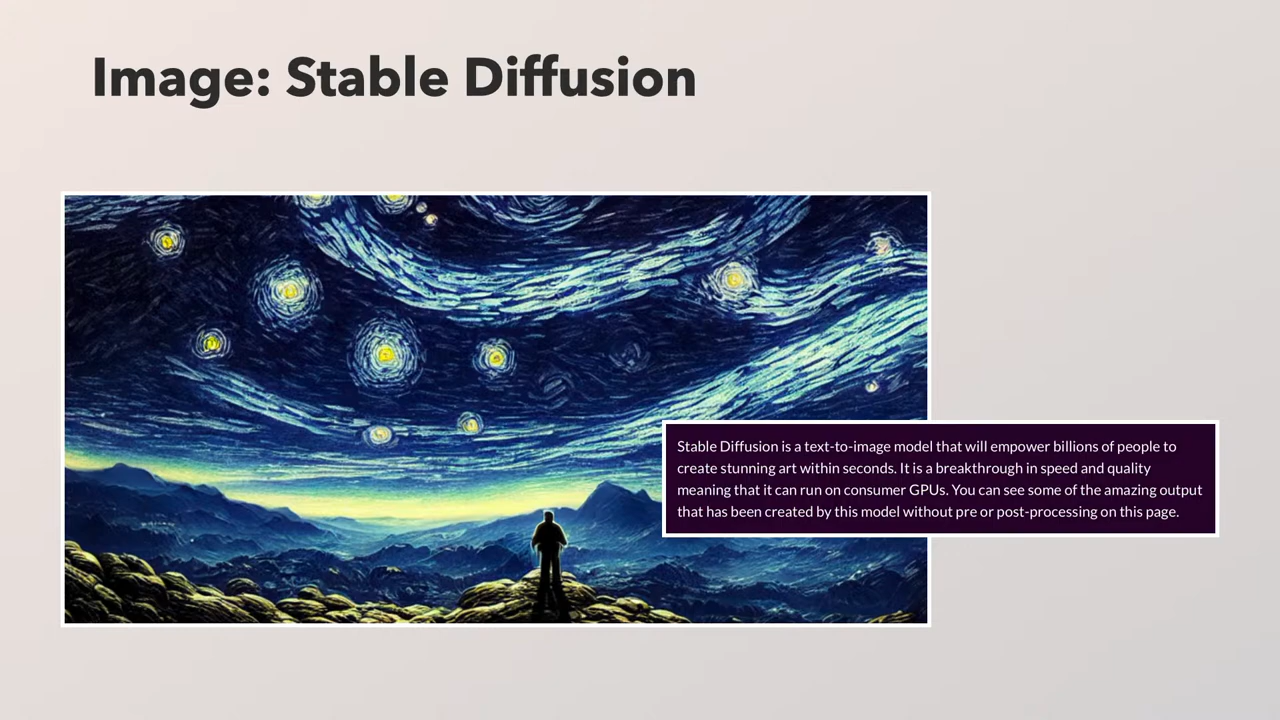 Image: Stable Diffusion
Stable Diffusion is a text-to-image model that will empower billions of people to
create stunning art within seconds. It is a breakthrough in speed and quality
meaning that it can run on consumer GPUs. You can see some of the amazing output
that has been created by this model without pre or post-processing on this page.